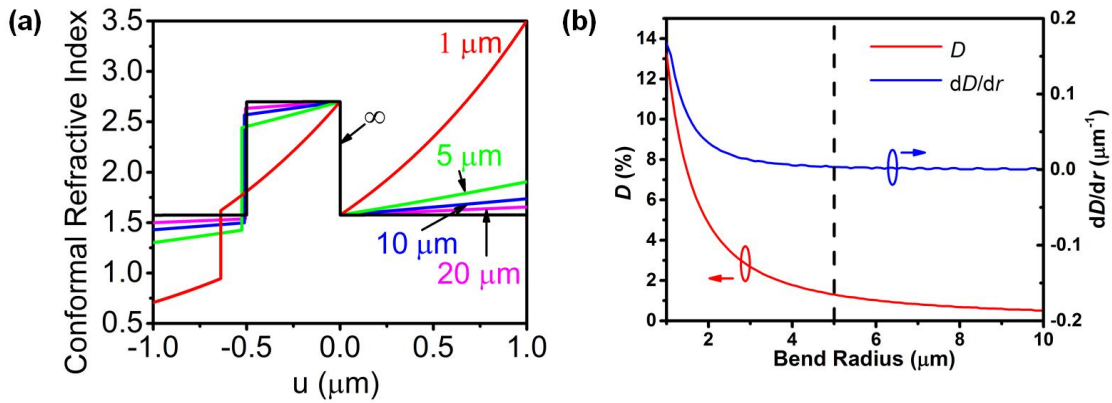 (a)
Conformal Refractive Index
3.5
3.0
2.5
2.0
1.5
1.0
0.5
1 μm
∞
5 μm
10 μm
20 μm
-1.0
-0.5
0.0
0.5
1.0
u (μm)
(b)
D (%)
14
12
10
8
6
4
2
0
D
dD/dr
0.2
0.1
0.0
-0.1
-0.2
dD/dr (μm-1)
2
4
6
8
10
Bend Radius (μm)